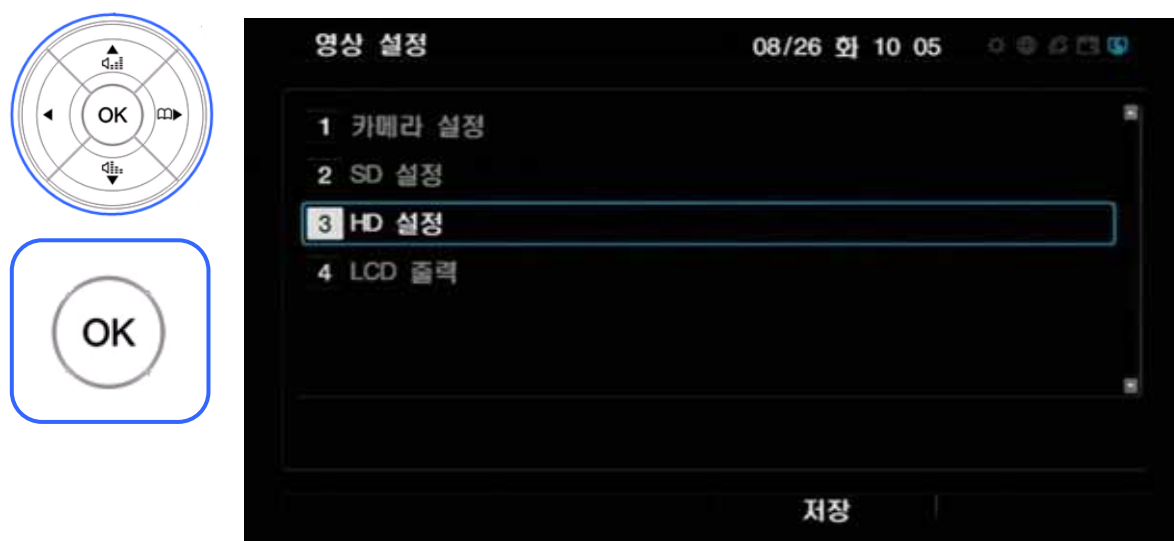 OK
OK
영상 설정 08/26 화 10 05
1 카메라 설정
2 SD 설정
3 HD 설정
4 LCD 출력
저장